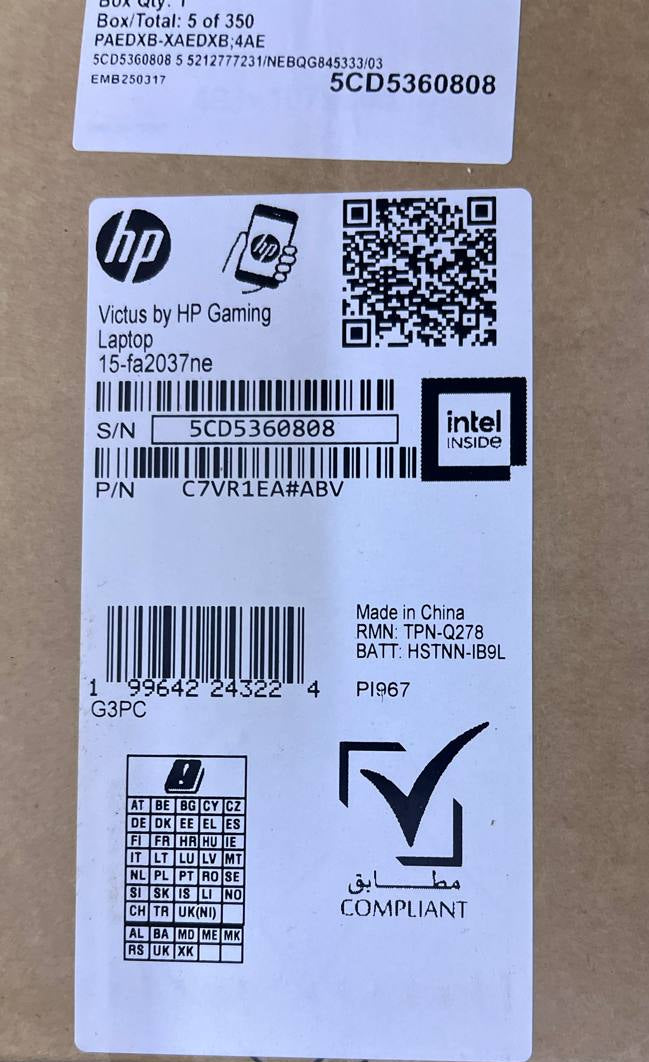 Box Qty: 1
Box/Total: 5 of 350
PAEDXB-XAEDXB;4AE
5CD5360808 5 5212777231/NEBQG845333/03
EMB250317
5CD5360808
hp
hp
Victus by HP Gaming
Laptop
15-fa2037ne
intel
INSIDE
S/N 5CD5360808
P/N C7VR1EA#ABV
Made in China
RMN: TPN-Q278
BATT: HSTNN-IB9L
1 99642 24322 4
PI967
G3PC
AT BE BG CY CZ
DE DK EE EL ES
FI FR HR HU IE
IT LT LU LV MT
NL PL PT RO SE
SI SK IS LI NO
CH TR UK(NI)
AL BA MD ME MK
RS UK XK
مطابق
COMPLIANT